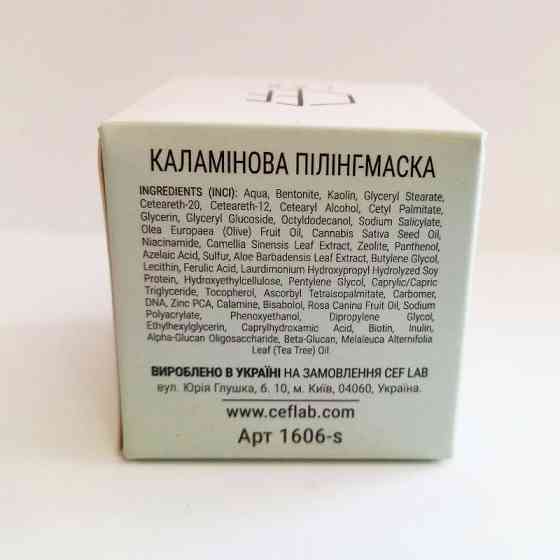 КАЛАМІНОВА ПІЛІНГ-МАСКА
INGREDIENTS (INCI): Aqua, Bentonite, Kaolin, Glyceryl Stearate,
Ceteareth-20, Ceteareth-12, Cetearyl Alcohol, Cetyl Palmitate,
Glycerin, Glyceryl Glucoside, Octyldodecanol, Sodium Salicylate,
Olea Europaea (Olive) Fruit Oil, Cannabis Sativa Seed Oil,
Niacinamide, Camellia Sinensis Leaf Extract, Zeolite, Panthenol,
Azelaic Acid, Sulfur, Aloe Barbadensis Leaf Extract, Butylene Glycol,
Lecithin, Ferulic Acid, Laurdimonium Hydroxypropyl Hydrolyzed Soy
Protein, Hydroxyethylcellulose, Pentylene Glycol, Caprylic/Capric
Triglyceride, Tocopherol, Ascorbyl Tetraisopalmitate, Carbomer,
DNA, Zinc PCA, Calamine, Bisabolol, Rosa Canina Fruit Oil, Sodium
Polyacrylate, Phenoxyethanol, Dipropylene Glycol,
Ethylhexylglycerin, Caprylhydroxamic Acid, Biotin, Inulin,
Alpha-Glucan Oligosaccharide, Beta-Glucan, Melaleuca Alternifolia
Leaf (Tea Tree) Oil
ВИРОБЛЕНО В УКРАЇНІ НА ЗАМОВЛЕННЯ CEF LAB
вул. Юрія Глушка, б. 10, м. Київ, 04060, Україна.
www.ceflab.com
Арт 1606-s